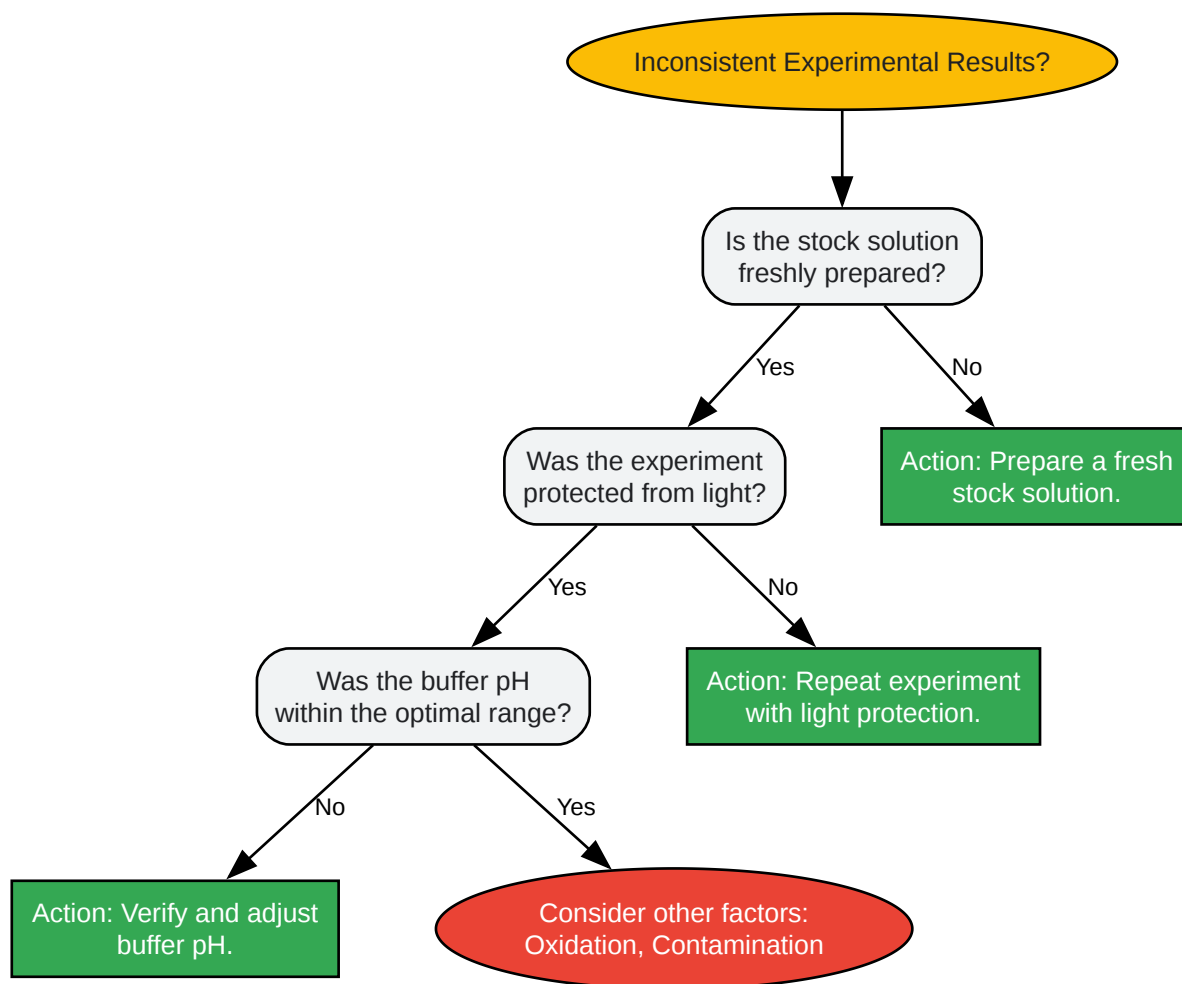 Inconsistent Experimental Results?
Is the stock solution
freshly prepared?
Yes
No
Was the experiment
protected from light?
Action: Prepare a fresh
stock solution.
Yes
No
Was the buffer pH
within the optimal range?
Action: Repeat experiment
with light protection.
No
Yes
Action: Verify and adjust
buffer pH.
Consider other factors:
Oxidation, Contamination